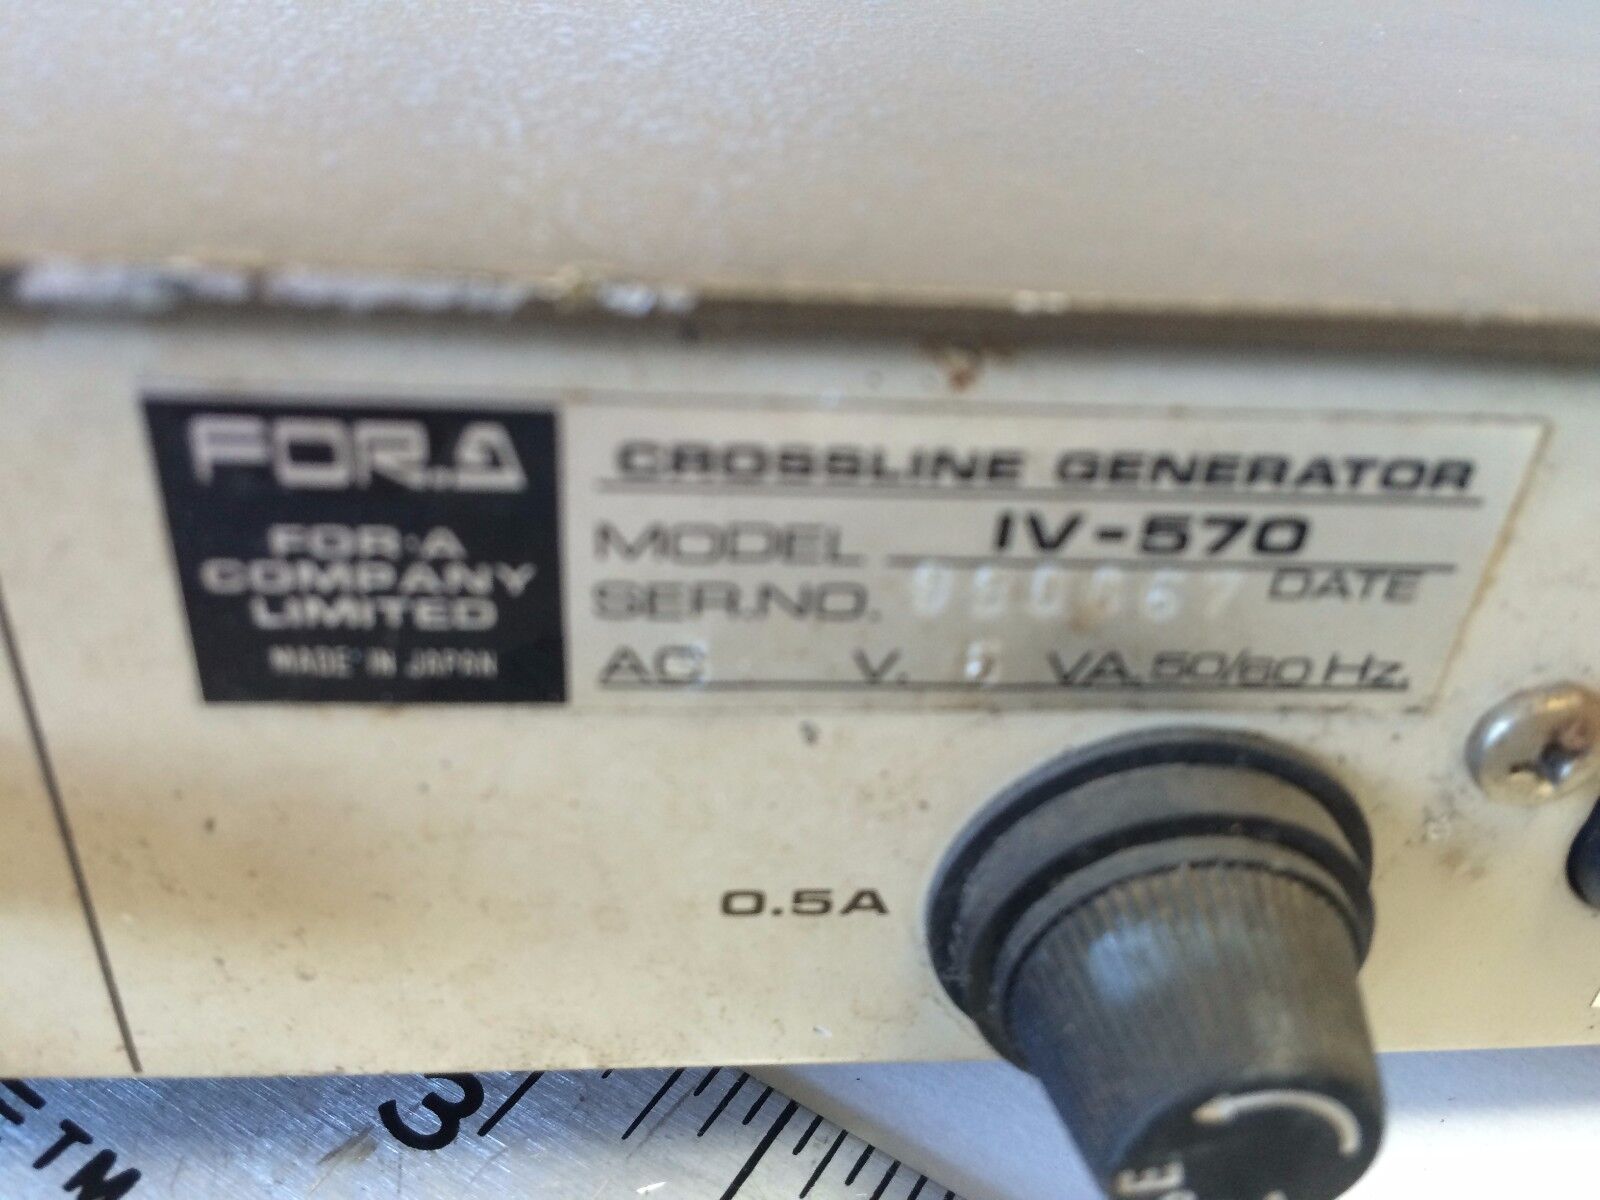 FOR.A
FOR·A
COMPANY
LIMITED
MADE IN JAPAN
CROSSLINE GENERATOR
MODEL IV-570
SER.NO. DATE
AC V. 5 VA. 50/60 Hz.
0.5A
3
ETM